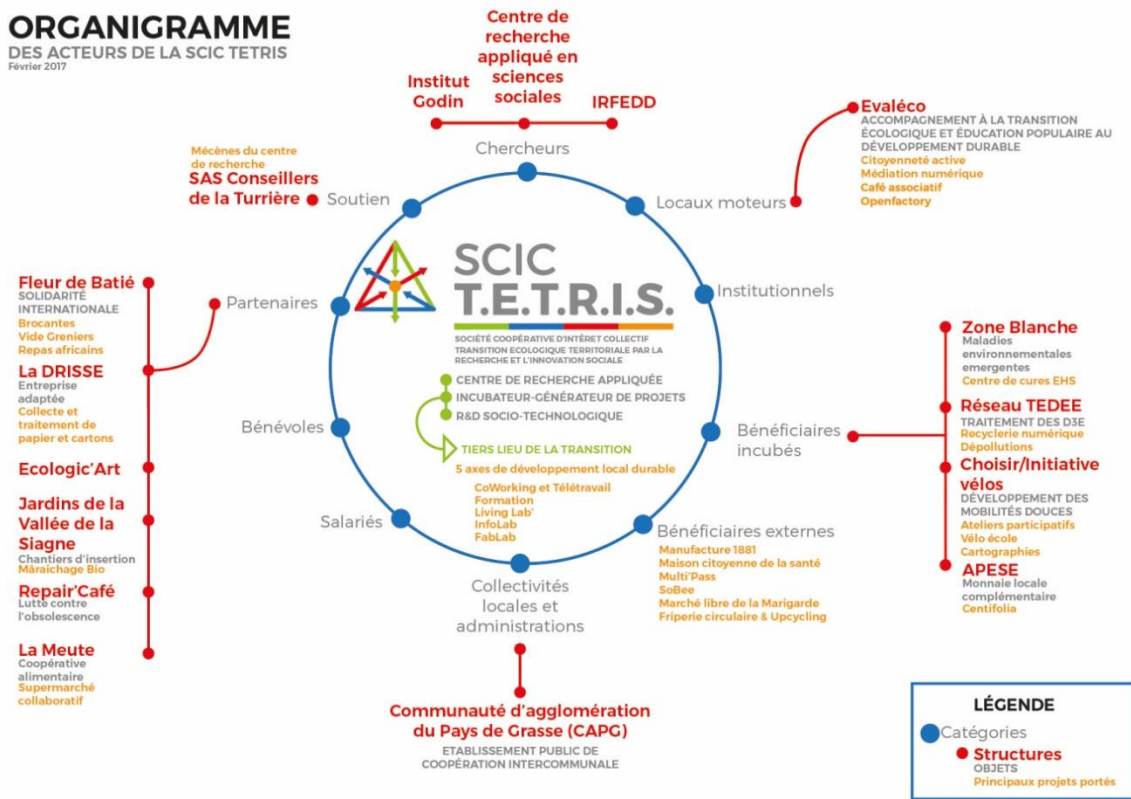 ORGANIGRAMME
DES ACTEURS DE LA SCIC TETRIS
Février 2017
Centre de
recherche
appliqué en
sciences
sociales
Institut
Godin
IRFEDD
Chercheurs
Mécènes du centre
de recherche
SAS Conseillers
de la Turrière
Soutien
Evaléco
ACCOMPAGNEMENT À LA TRANSITION
ÉCOLOGIQUE ET ÉDUCATION POPULAIRE AU
DÉVELOPPEMENT DURABLE
Citoyenneté active
Médiation numérique
Café associatif
Openfactory
Locaux moteurs
Institutionnels
Partenaires
Fleur de Batié
SOLIDARITÉ
INTERNATIONALE
Brocantes
Vide Greniers
Repas africains
La DRISSE
Entreprise
adaptée
Collecte et
traitement de
papier et cartons
Ecologic'Art
Jardins de la
Vallée de la
Siagne
Chantiers d'insertion
Mâraichage Bio
Repair'Café
Lutte contre
l'obsolescence
La Meute
Coopérative
alimentaire
Supermarché
collaboratif
SCIC
T.E.T.R.I.S.
SOCIÉTÉ COOPÉRATIVE D'INTÉRET COLLECTIF
TRANSITION ECOLOGIQUE TERRITORIALE PAR LA
RECHERCHE ET L'INNOVATION SOCIALE
CENTRE DE RECHERCHE APPLIQUÉE
INCUBATEUR-GÉNÉRATEUR DE PROJETS
R&D SOCIO-TECHNOLOGIQUE
TIERS LIEU DE LA TRANSITION
5 axes de développement local durable
CoWorking et Télétravail
Formation
Living Lab'
InfoLab
FabLab
Bénévoles
Salariés
Collectivités
locales et
administrations
Communauté d'agglomération
du Pays de Grasse (CAPG)
ETABLISSEMENT PUBLIC DE
COOPÉRATION INTERCOMMUNALE
Bénéficiaires externes
Manufacture 1881
Maison citoyenne de la santé
Multi'Pass
SoBee
Marché libre de la Marigarde
Friperie circulaire & Upcycling
Bénéficiaires
incubés
Zone Blanche
Maladies
environnementales
emergentes
Centre de cures EHS
Réseau TEDEE
TRAITEMENT DES D3E
Recyclerie numérique
Dépollutions
Choisir/Initiative
vélos
DÉVELOPPEMENT DES
MOBILITÉS DOUCES
Ateliers participatifs
Vélo école
Cartographies
APESE
Monnaie locale
complémentaire
Centifolia
LÉGENDE
Catégories
Structures
OBJETS
Principaux projets portés